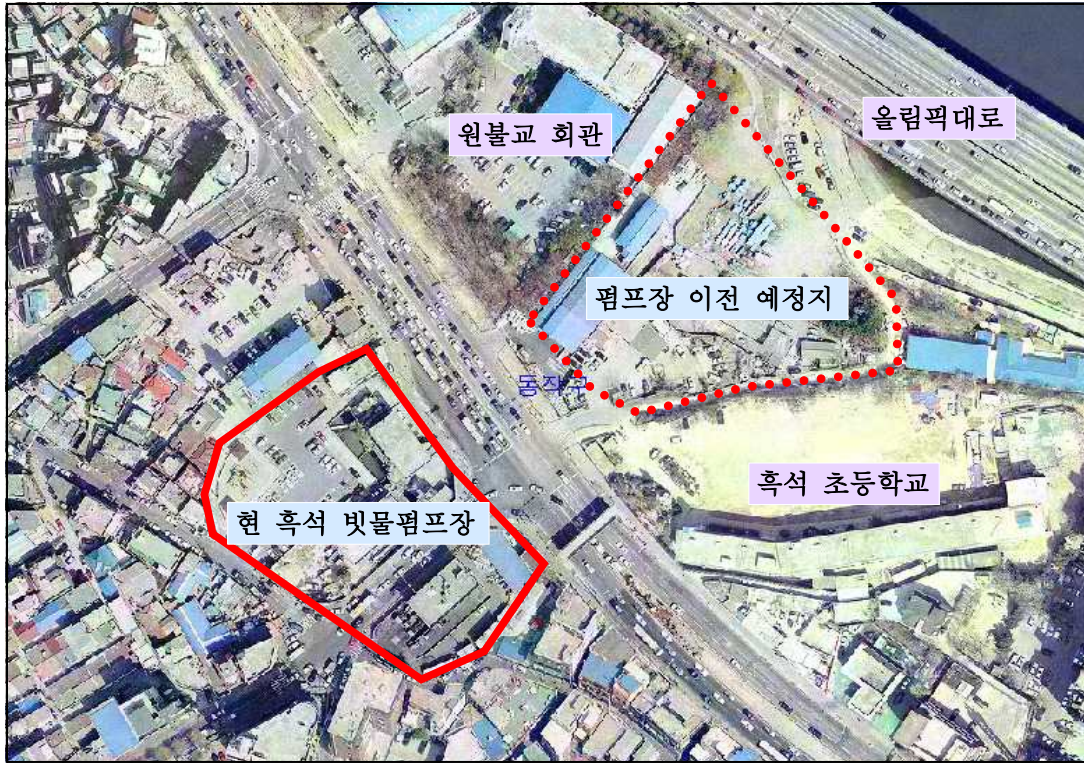 원불교 회관
올림픽대로
펌프장 이전 예정지
동작구
흑석 초등학교
현 흑석 빗물펌프장